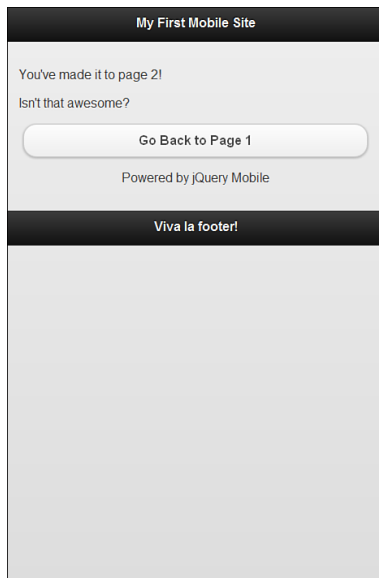 My First Mobile Site
You've made it to page 2!
Isn't that awesome?
Go Back to Page 1
Powered by jQuery Mobile
Viva la footer!